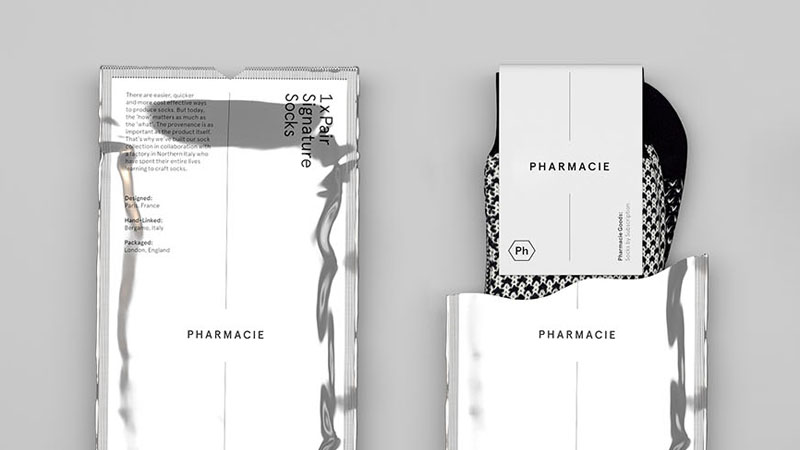 There are easier, quicker
and more cost effective ways
to produce socks. But today,
the 'how' matters as much as
the 'what'. The provenance is as
important as the product itself.
That's why we've built our sock
collection in collaboration with
a factory in Northern Italy who
have spent their entire lives
learning to craft socks.
Designed:
Paris, France
Hand-Linked:
Bergamo, Italy
Packaged:
London, England
1xPair
Signature
Socks
PHARMACIE
PHARMACIE
Ph
Pharmacie Goods:
Socks by Subscription
PHARMACIE